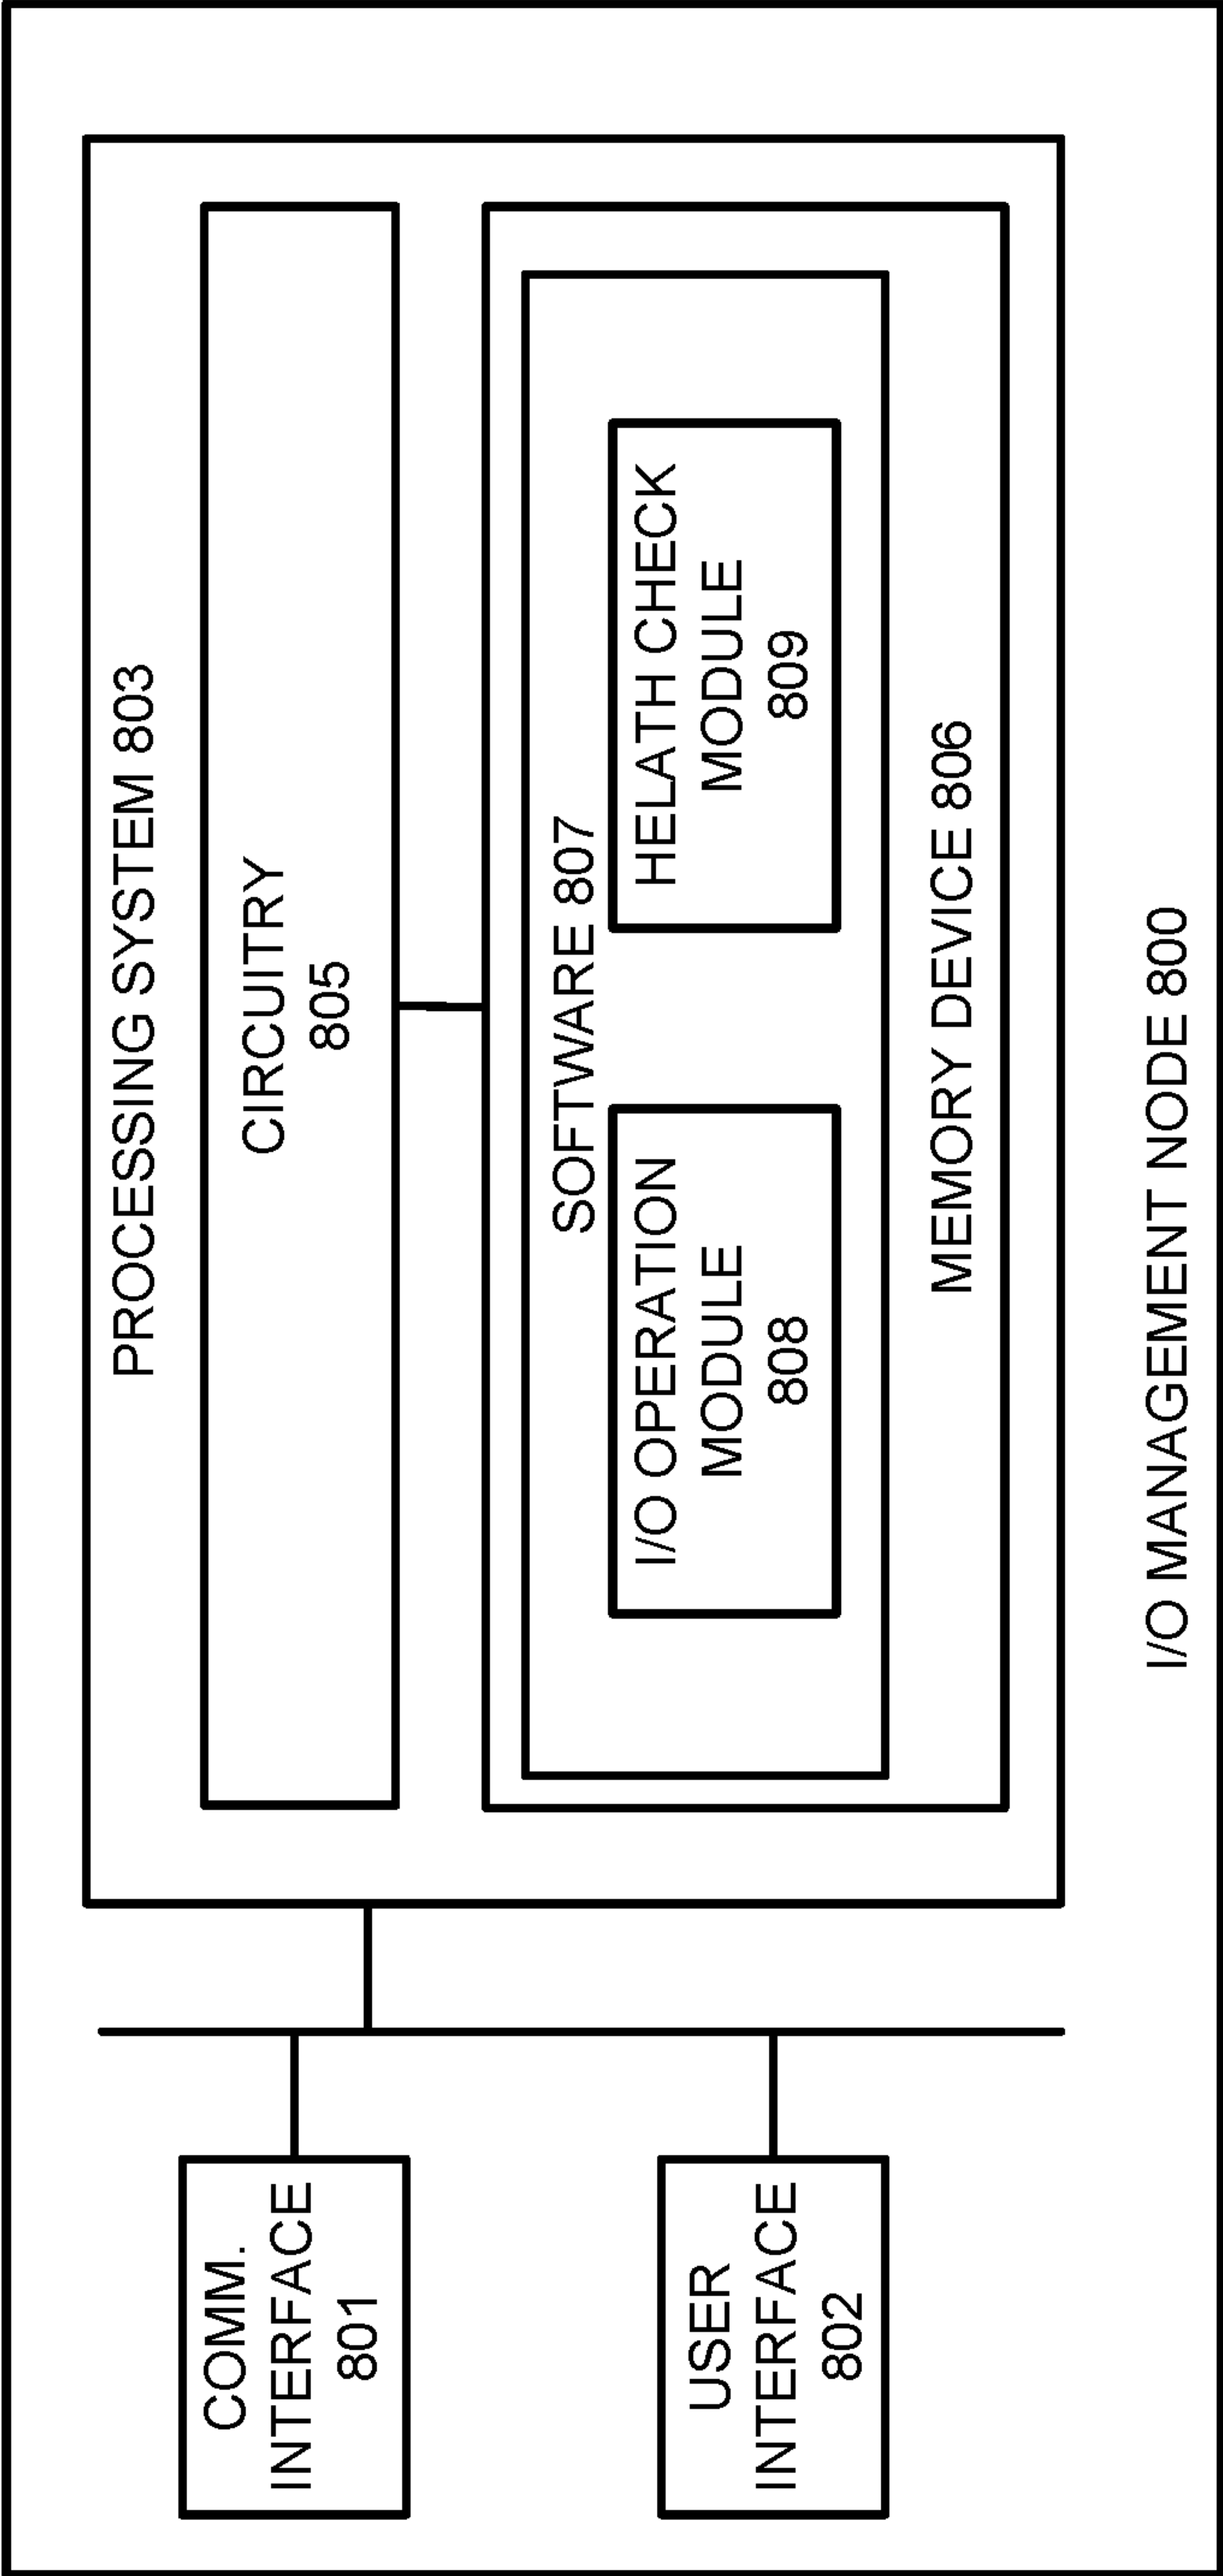 PROCESSING SYSTEM 803
COMM.
INTERFACE
801
CIRCUITRY
805
USER
INTERFACE
802
SOFTWARE 807
I/O OPERATION
MODULE
808
HELATH CHECK
MODULE
809
MEMORY DEVICE 806
I/O MANAGEMENT NODE 800